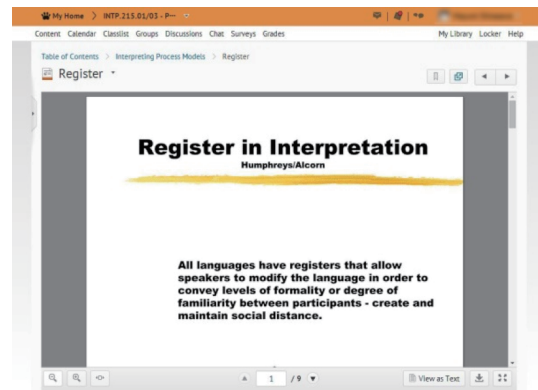 My Home > INTP.215.01/03 - P...
Content Calendar Classlist Groups Discussions Chat Surveys Grades My Library Locker Help
Table of Contents > Interpreting Process Models > Register
Register
Register in Interpretation
Humphreys/Alcorn
All languages have registers that allow
speakers to modify the language in order to
convey levels of formality or degree of
familiarity between participants - create and
maintain social distance.
1 / 9 View as Text